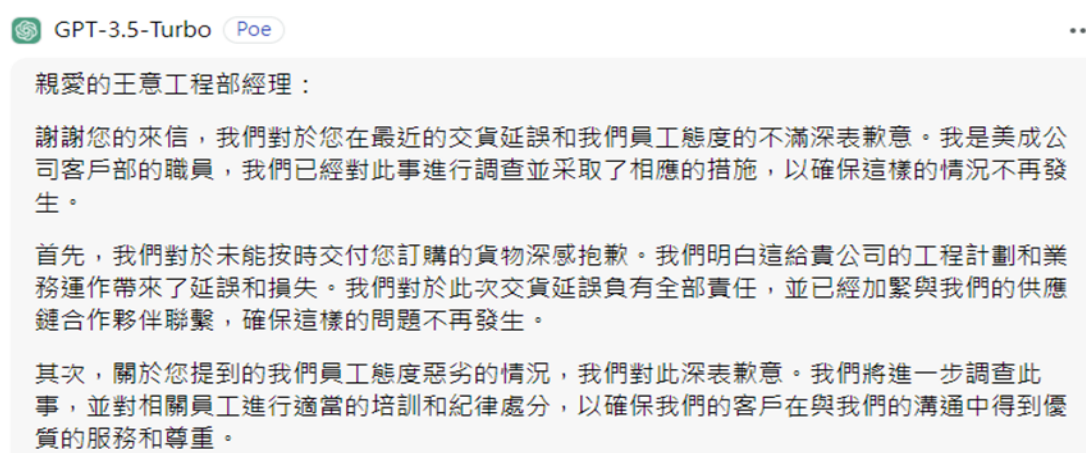 GPT-3.5-Turbo Poe
親愛的王意工程部經理：
謝謝您的來信，我們對於您在最近的交貨延誤和我們員工態度的不滿深表歉意。我是美成公
司客戶部的職員，我們已經對此事進行調查並采取了相應的措施，以確保這樣的情況不再發
生。
首先，我們對於未能按時交付您訂購的貨物深感抱歉。我們明白這給貴公司的工程計劃和業
務運作帶來了延誤和損失。我們對於此次交貨延誤負有全部責任，並已經加緊與我們的供應
鏈合作夥伴聯繫，確保這樣的問題不再發生。
其次，關於您提到的我們員工態度惡劣的情況，我們對此深表歉意。我們將進一步調查此
事，並對相關員工進行適當的培訓和紀律處分，以確保我們的客戶在與我們的溝通中得到優
質的服務和尊重。